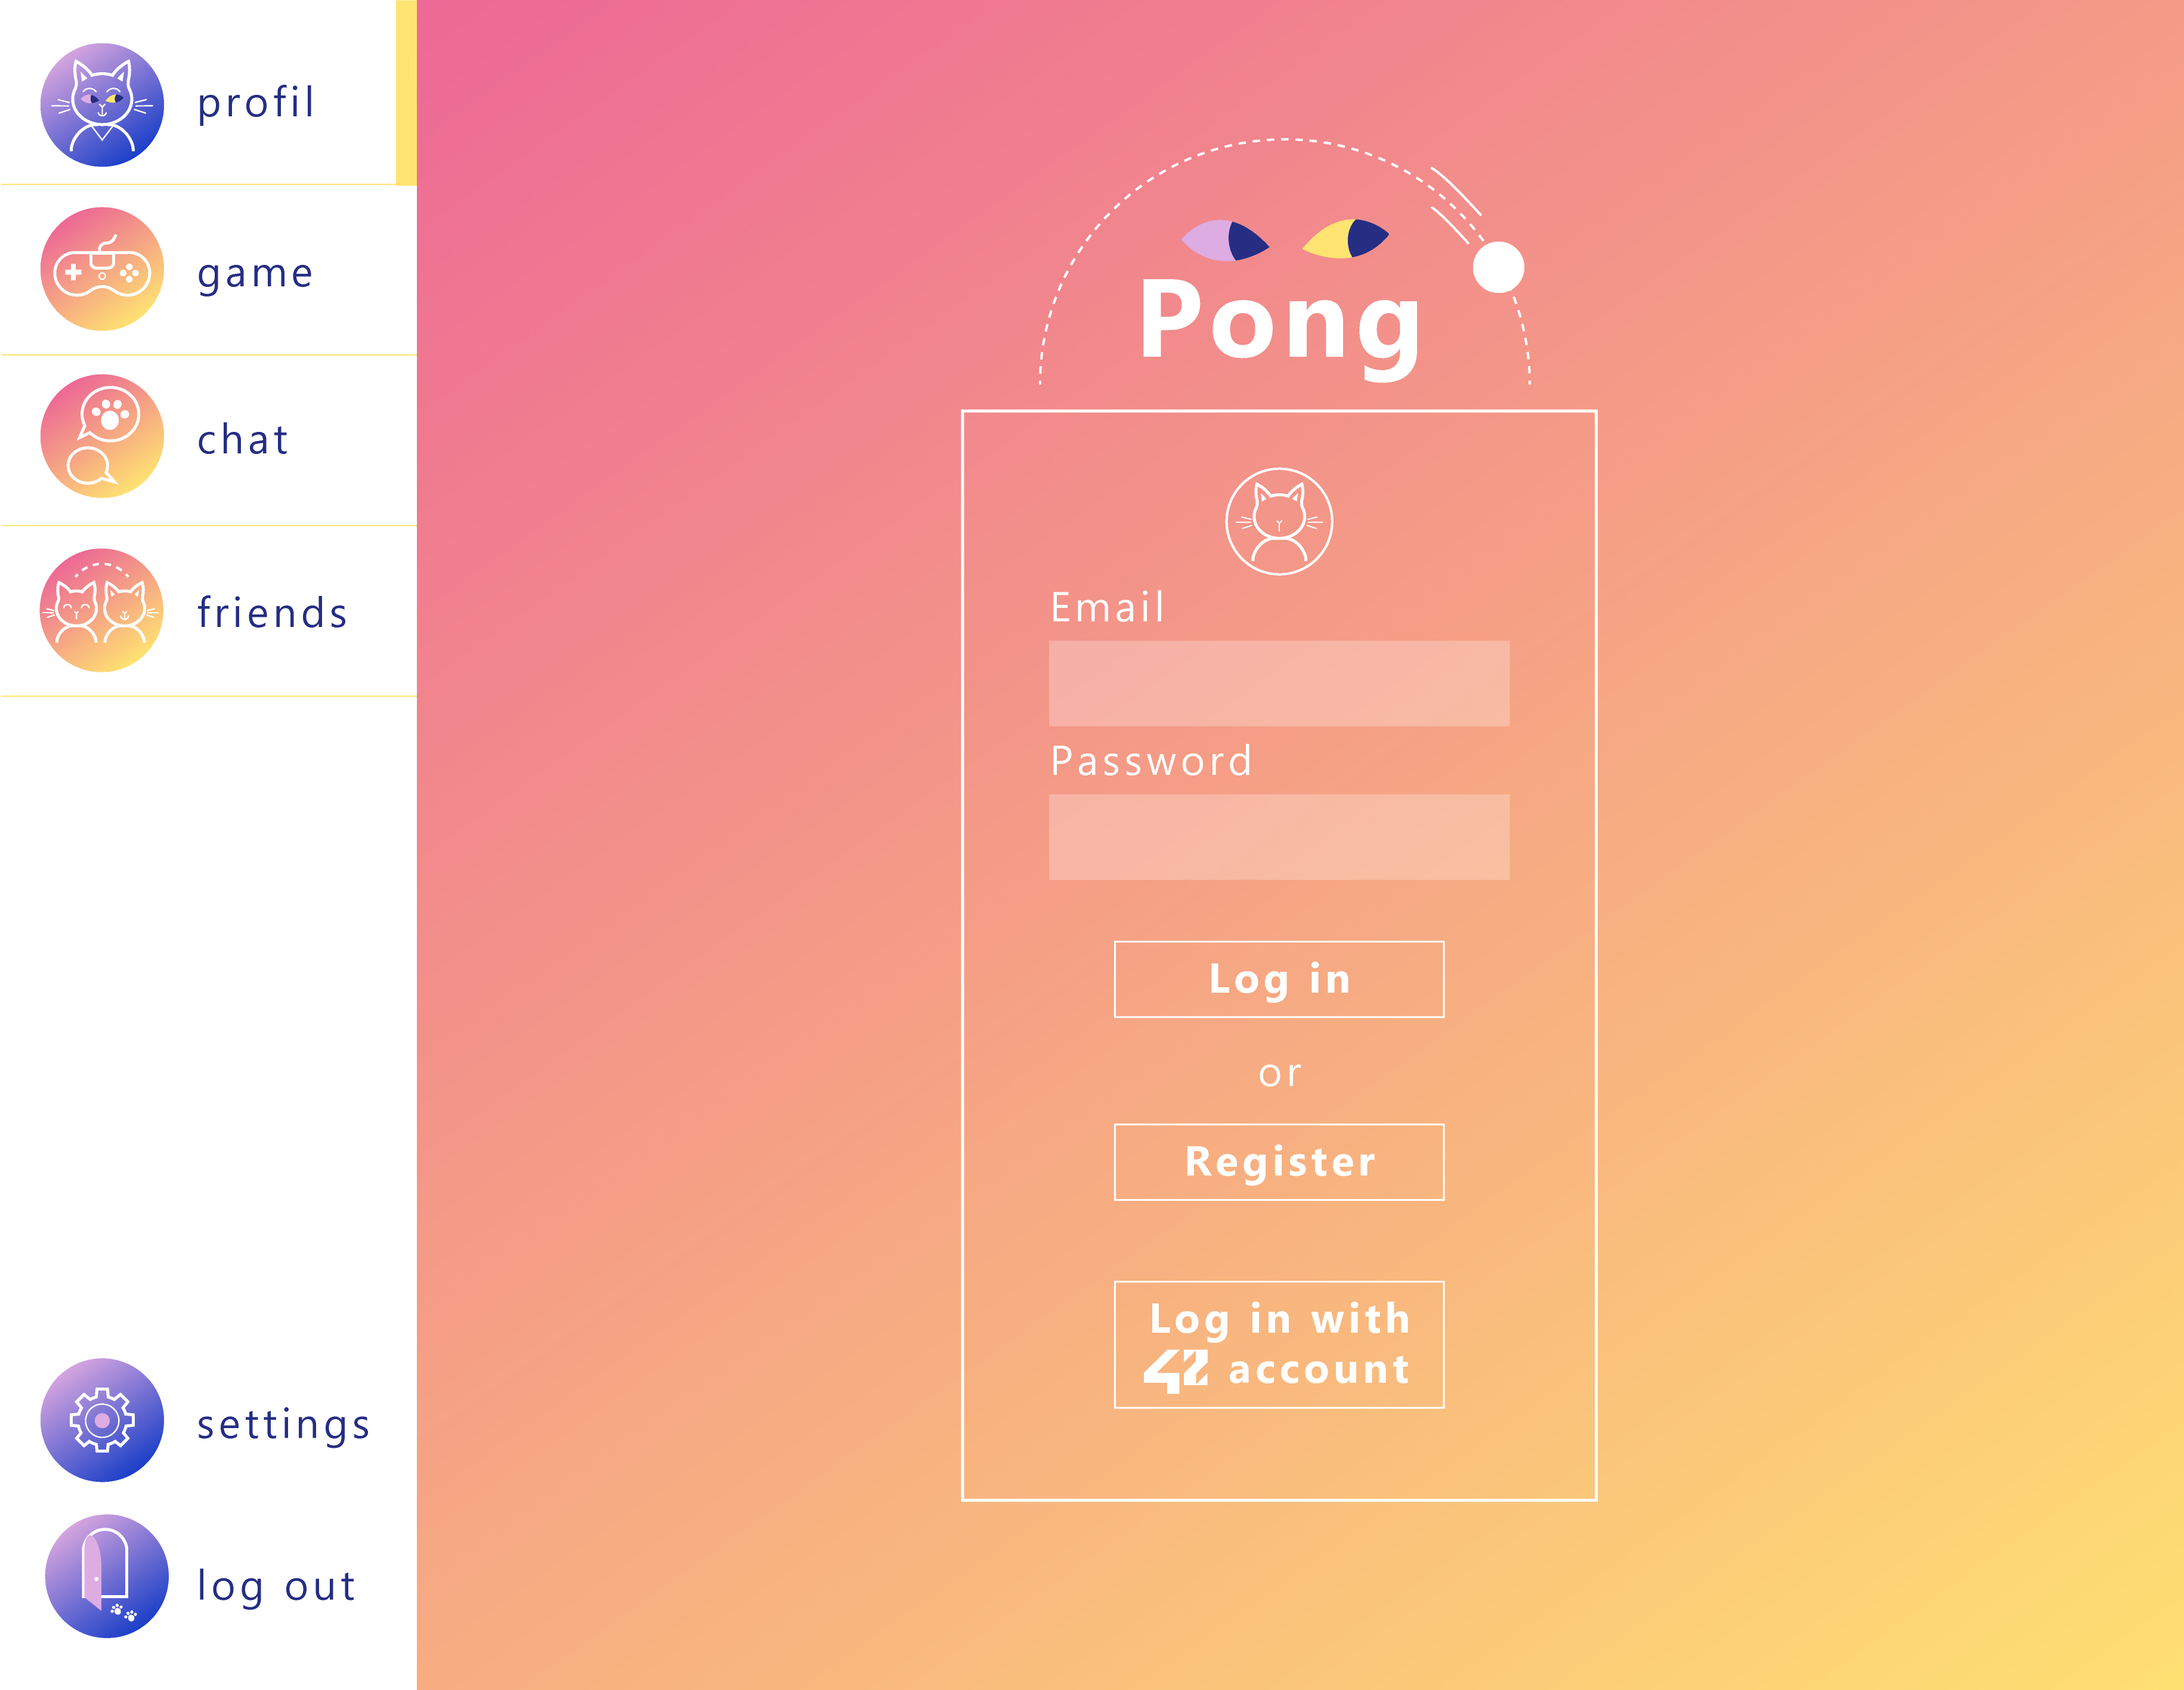 profil
game
chat
friends
settings
log out
Pong
Email
Password
Log in
or
Register
Log in with
42 account